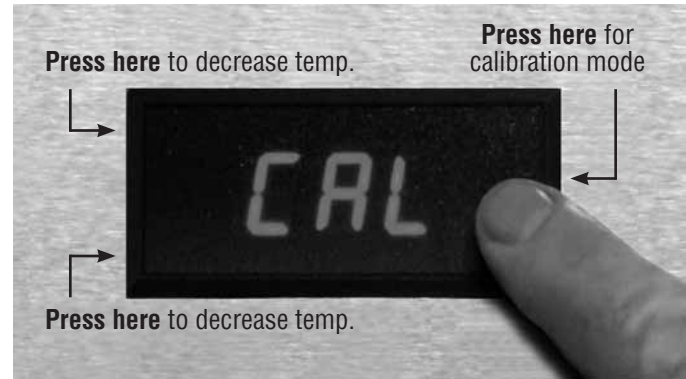 Press here to decrease temp.
Press here for
calibration mode
CAL
Press here to decrease temp.